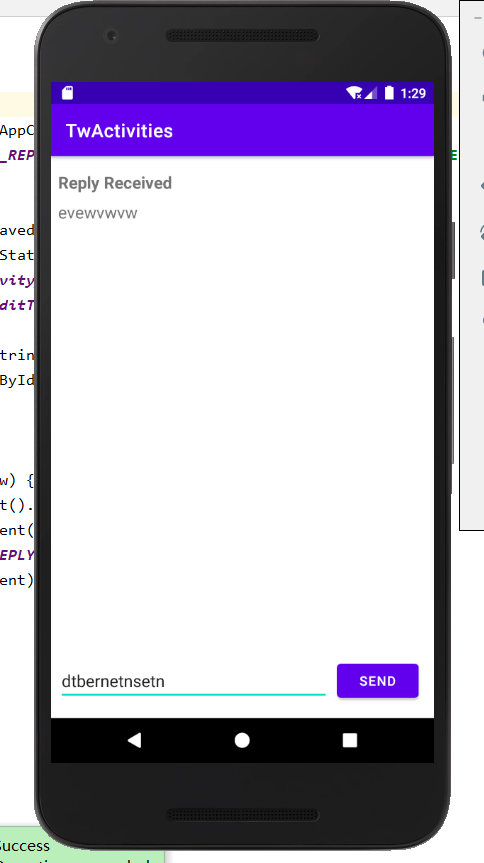 1:29
AppC
TwActivities
_REP
E
Reply Received
evewvwvw
aved
Stat
vity
ditT
trin
ById
w) {
t().
ent(
EPLY
ent)
dtbernetnsetn
SEND
Success